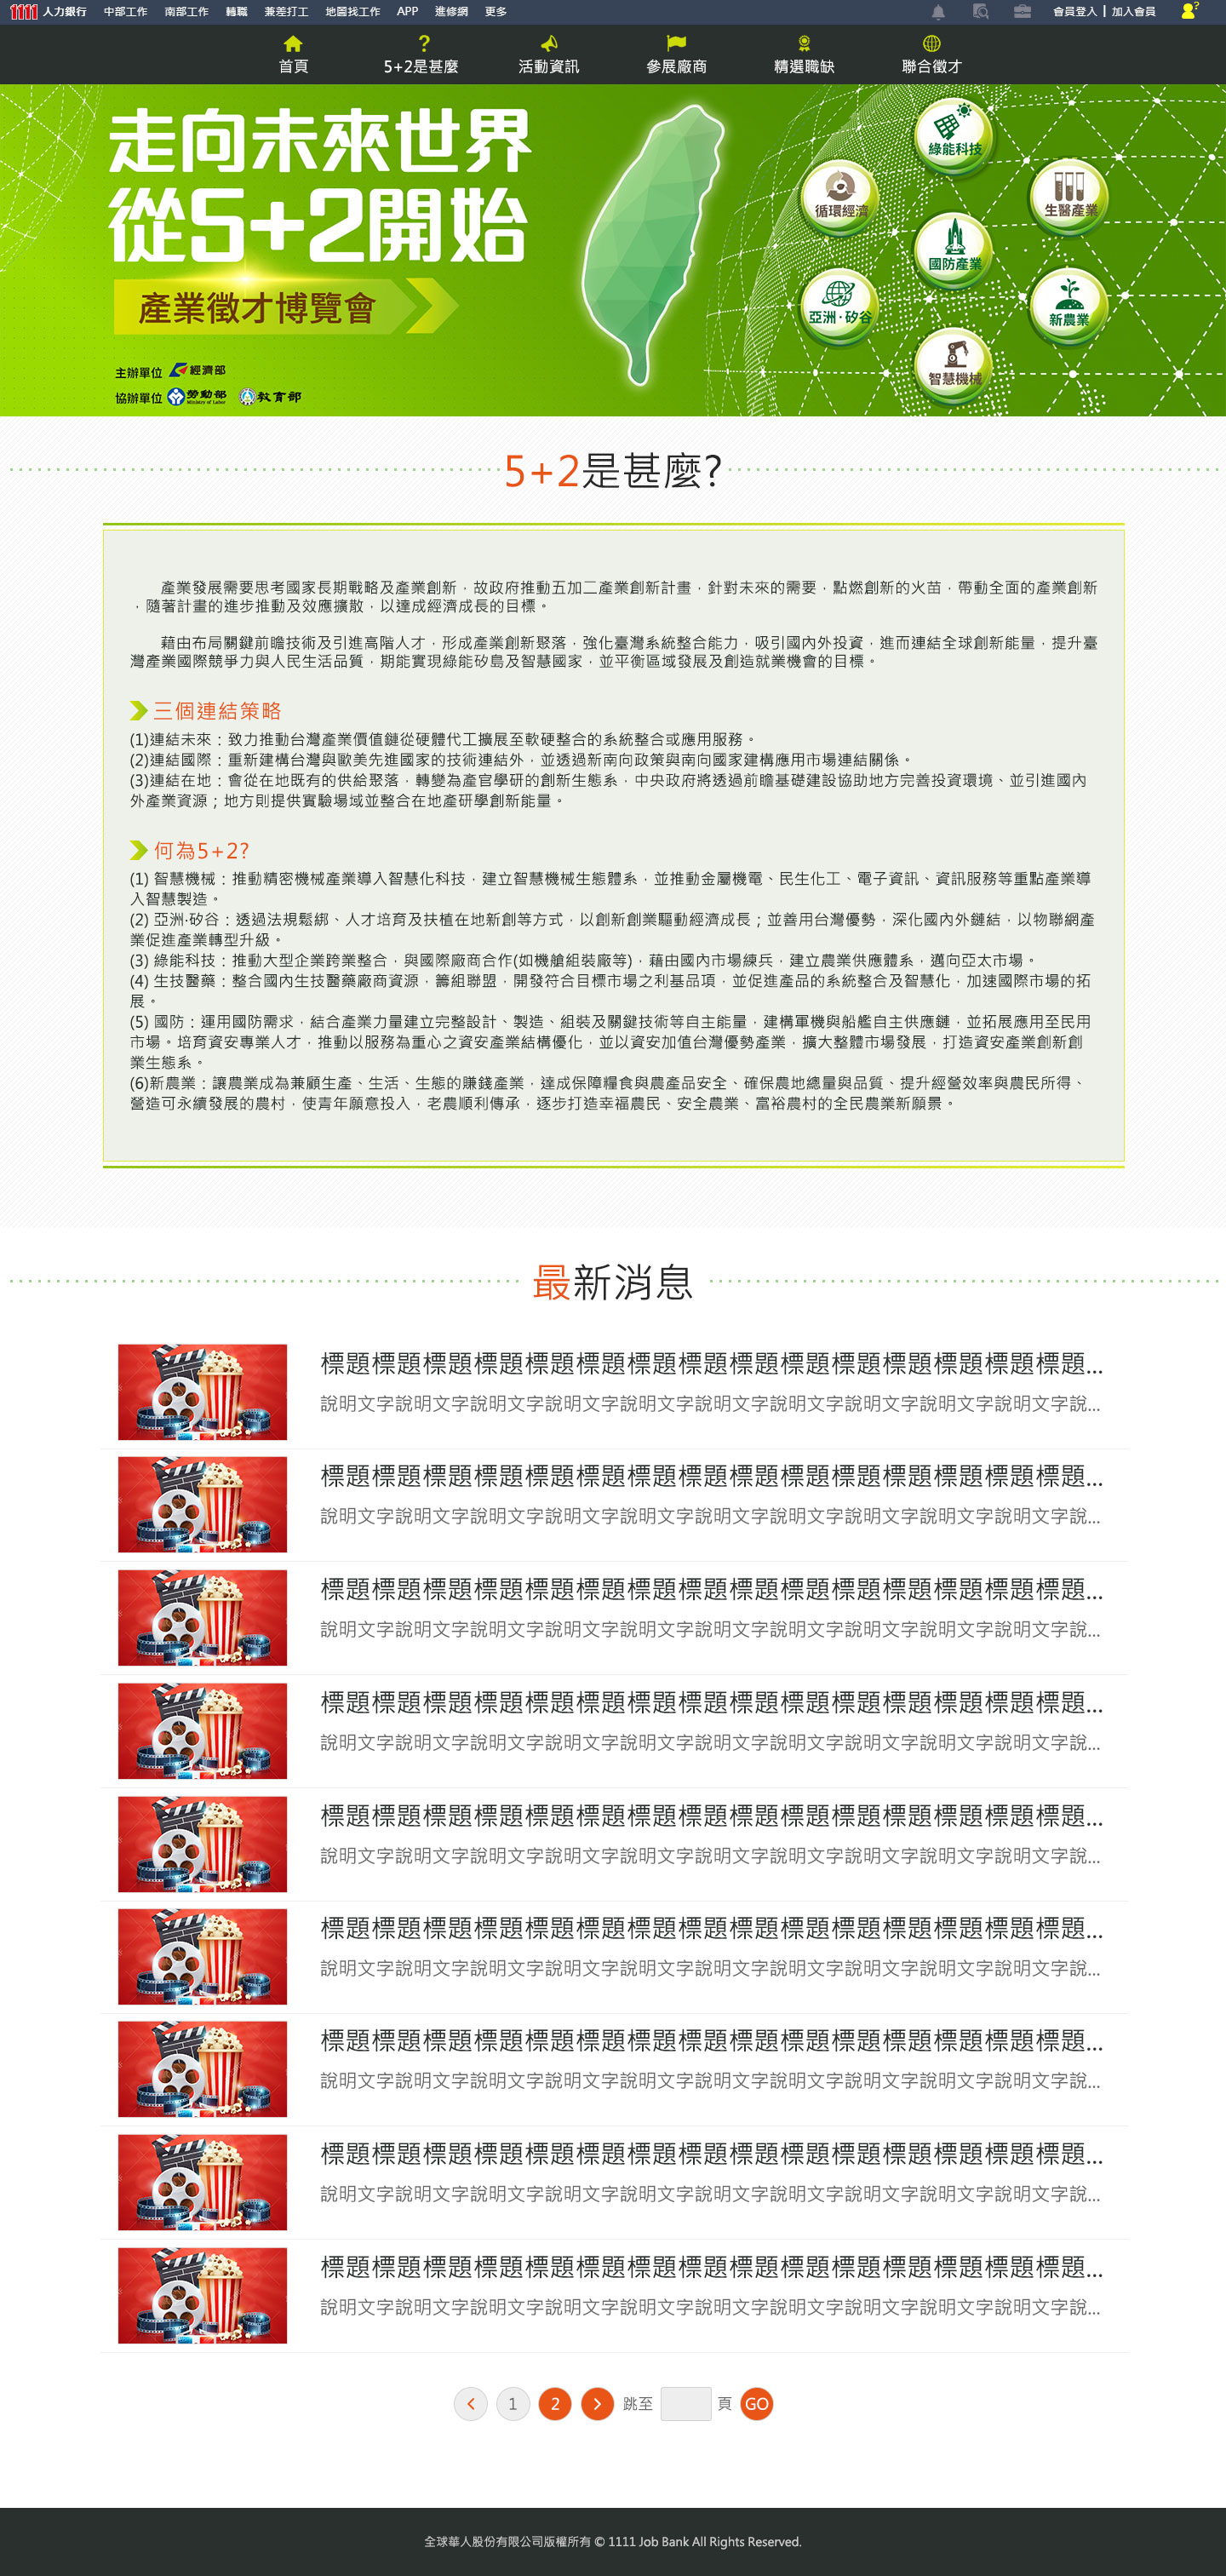 1111 人力銀行 中部工作 南部工作 轉職 兼差打工 地圖找工作 APP 進修網 更多 會員登入 | 加入會員
首頁 5+2是甚麼 活動資訊 參展廠商 精選職缺 聯合徵才
走向未來世界
從5+2開始
產業徵才博覽會
主辦單位 經濟部
協辦單位 勞動部 Ministry of Labor 教育部
綠能科技
循環經濟
生醫產業
國防產業
亞洲·矽谷
新農業
智慧機械
5+2是甚麼?
產業發展需要思考國家長期戰略及產業創新，故政府推動五加二產業創新計畫，針對未來的需要，點燃創新的火苗，帶動全面的產業創新
，隨著計畫的進步推動及效應擴散，以達成經濟成長的目標。
藉由布局關鍵前瞻技術及引進高階人才，形成產業創新聚落，強化臺灣系統整合能力，吸引國內外投資，進而連結全球創新能量，提升臺
灣產業國際競爭力與人民生活品質，期能實現綠能矽島及智慧國家，並平衡區域發展及創造就業機會的目標。
三個連結策略
(1)連結未來：致力推動台灣產業價值鏈從硬體代工擴展至軟硬整合的系統整合或應用服務。
(2)連結國際：重新建構台灣與歐美先進國家的技術連結外，並透過新南向政策與南向國家建構應用市場連結關係。
(3)連結在地：會從在地既有的供給聚落，轉變為產官學研的創新生態系，中央政府將透過前瞻基礎建設協助地方完善投資環境、並引進國內
外產業資源；地方則提供實驗場域並整合在地產研學創新能量。
何為5+2?
(1) 智慧機械：推動精密機械產業導入智慧化科技，建立智慧機械生態體系，並推動金屬機電、民生化工、電子資訊、資訊服務等重點產業導
入智慧製造。
(2) 亞洲·矽谷：透過法規鬆綁、人才培育及扶植在地新創等方式，以創新創業驅動經濟成長；並善用台灣優勢，深化國內外鏈結，以物聯網產
業促進產業轉型升級。
(3) 綠能科技：推動大型企業跨業整合，與國際廠商合作(如機艙組裝廠等)，藉由國內市場練兵，建立農業供應體系，邁向亞太市場。
(4) 生技醫藥：整合國內生技醫藥廠商資源，籌組聯盟，開發符合目標市場之利基品項，並促進產品的系統整合及智慧化，加速國際市場的拓
展。
(5) 國防：運用國防需求，結合產業力量建立完整設計、製造、組裝及關鍵技術等自主能量，建構軍機與船艦自主供應鏈，並拓展應用至民用
市場。培育資安專業人才，推動以服務為重心之資安產業結構優化，並以資安加值台灣優勢產業，擴大整體市場發展，打造資安產業創新創
業生態系。
(6)新農業：讓農業成為兼顧生產、生活、生態的賺錢產業，達成保障糧食與農產品安全、確保農地總量與品質、提升經營效率與農民所得、
營造可永續發展的農村，使青年願意投入，老農順利傳承，逐步打造幸福農民、安全農業、富裕農村的全民農業新願景。
最新消息
標題標題標題標題標題標題標題標題標題標題標題標題標題標題標題...
說明文字說明文字說明文字說明文字說明文字說明文字說明文字說明文字說明文字說明文字說...
標題標題標題標題標題標題標題標題標題標題標題標題標題標題標題...
說明文字說明文字說明文字說明文字說明文字說明文字說明文字說明文字說明文字說明文字說...
標題標題標題標題標題標題標題標題標題標題標題標題標題標題標題...
說明文字說明文字說明文字說明文字說明文字說明文字說明文字說明文字說明文字說明文字說...
標題標題標題標題標題標題標題標題標題標題標題標題標題標題標題...
說明文字說明文字說明文字說明文字說明文字說明文字說明文字說明文字說明文字說明文字說...
標題標題標題標題標題標題標題標題標題標題標題標題標題標題標題...
說明文字說明文字說明文字說明文字說明文字說明文字說明文字說明文字說明文字說明文字說...
標題標題標題標題標題標題標題標題標題標題標題標題標題標題標題...
說明文字說明文字說明文字說明文字說明文字說明文字說明文字說明文字說明文字說明文字說...
標題標題標題標題標題標題標題標題標題標題標題標題標題標題標題...
說明文字說明文字說明文字說明文字說明文字說明文字說明文字說明文字說明文字說明文字說...
標題標題標題標題標題標題標題標題標題標題標題標題標題標題標題...
說明文字說明文字說明文字說明文字說明文字說明文字說明文字說明文字說明文字說明文字說...
標題標題標題標題標題標題標題標題標題標題標題標題標題標題標題...
說明文字說明文字說明文字說明文字說明文字說明文字說明文字說明文字說明文字說明文字說...
1 2 跳至 頁 GO
全球華人股份有限公司版權所有 © 1111 Job Bank All Rights Reserved.